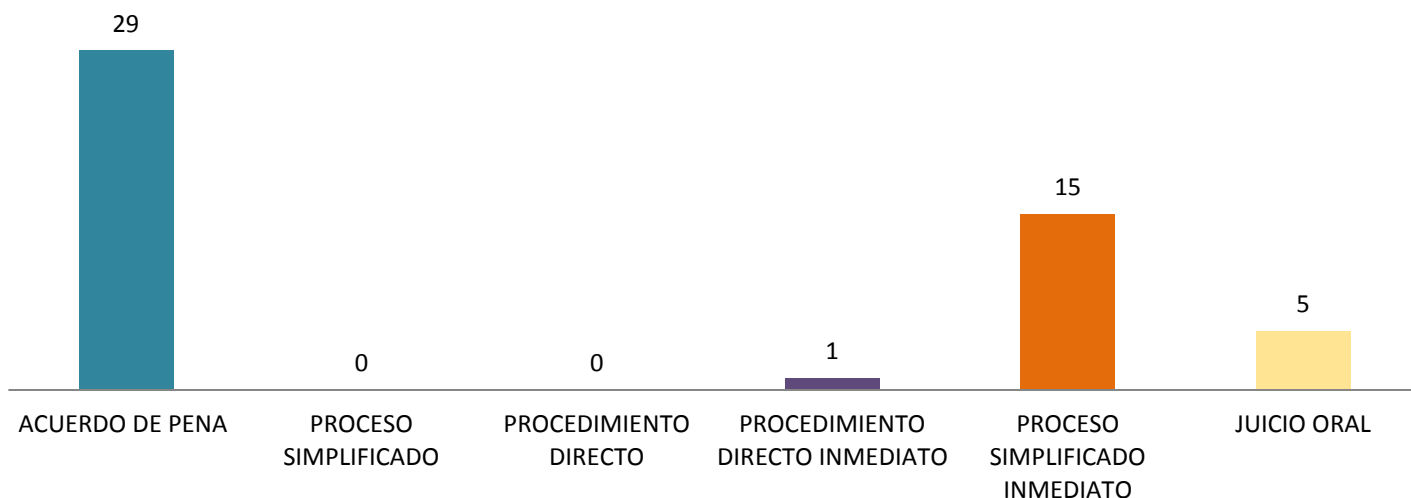 29
0
0
1
15
5
ACUERDO DE PENA
PROCESO
SIMPLIFICADO
PROCEDIMIENTO
DIRECTO
PROCEDIMIENTO
DIRECTO INMEDIATO
PROCESO
SIMPLIFICADO
INMEDIATO
JUICIO ORAL